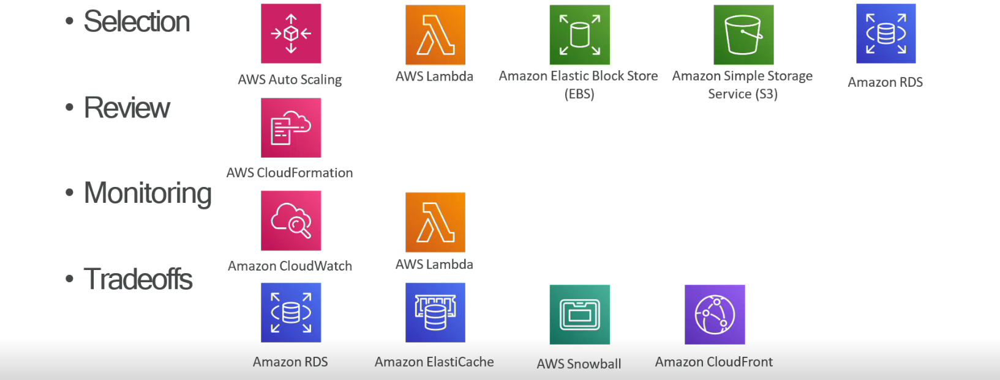 • Selection
AWS Auto Scaling
AWS Lambda
Amazon Elastic Block Store
(EBS)
Amazon Simple Storage
Service (S3)
Amazon RDS
• Review
AWS CloudFormation
• Monitoring
Amazon CloudWatch
AWS Lambda
• Tradeoffs
Amazon RDS
Amazon ElastiCache
AWS Snowball
Amazon CloudFront